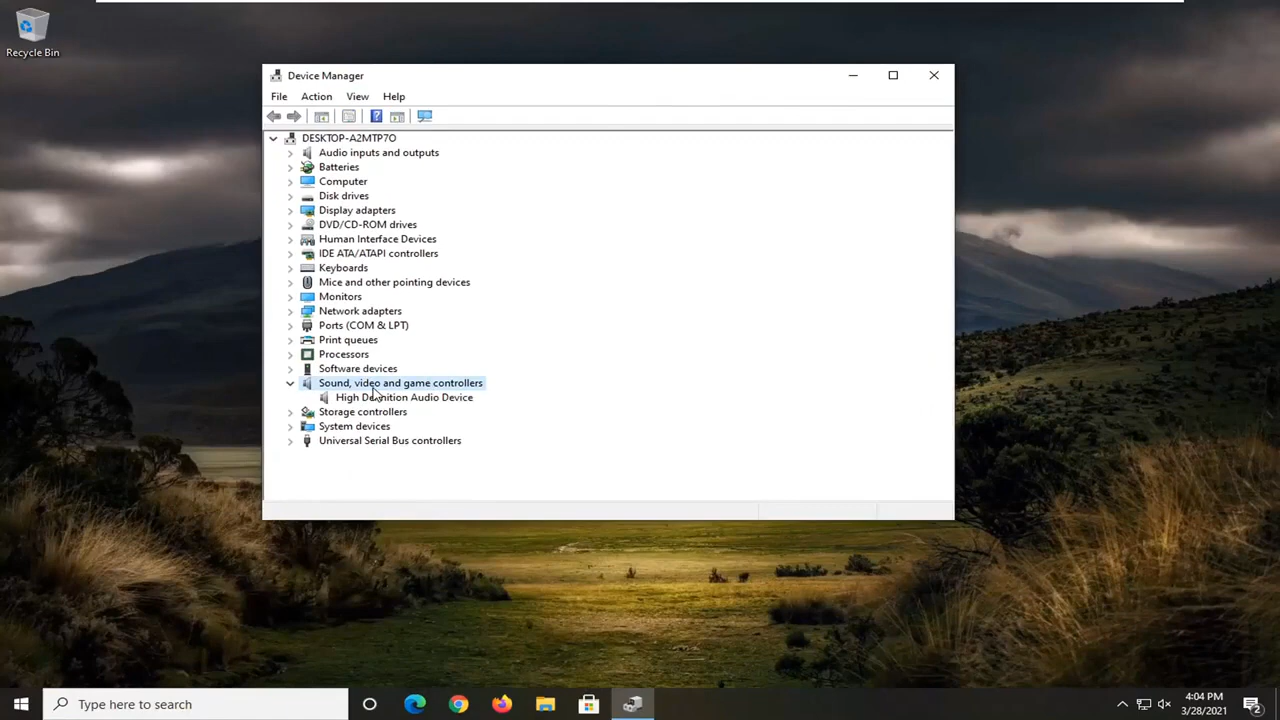 Recycle Bin
Device Manager
File Action View Help
DESKTOP-A2MTP7O
Audio inputs and outputs
Batteries
Computer
Disk drives
Display adapters
DVD/CD-ROM drives
Human Interface Devices
IDE ATA/ATAPI controllers
Keyboards
Mice and other pointing devices
Monitors
Network adapters
Ports (COM & LPT)
Print queues
Processors
Software devices
Sound, video and game controllers
High Definition Audio Device
Storage controllers
System devices
Universal Serial Bus controllers
Type here to search
4:04 PM
3/28/2021
2